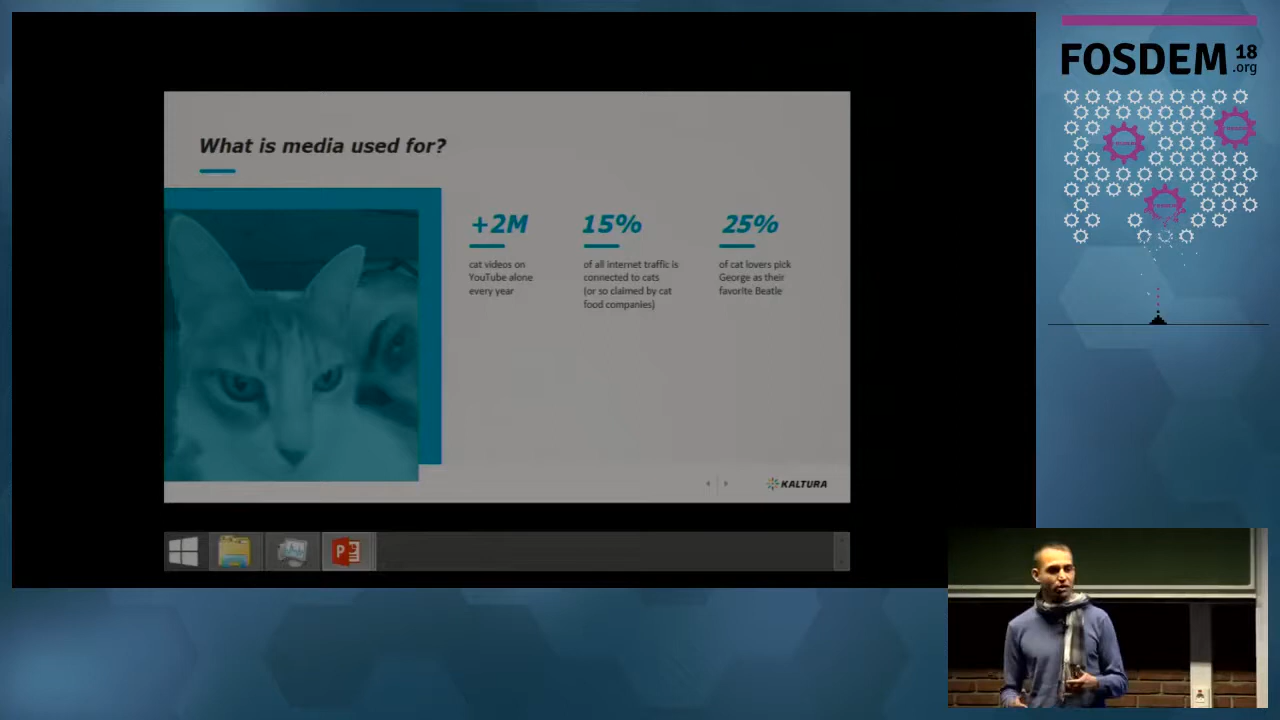 FOSDEM 18
.org
What is media used for?
+2M
cat videos on
YouTube alone
every year
15%
of all internet traffic is
connected to cats
(or so claimed by cat
food companies)
25%
of cat lovers pick
George as their
favorite Beatle
KALTURA
P